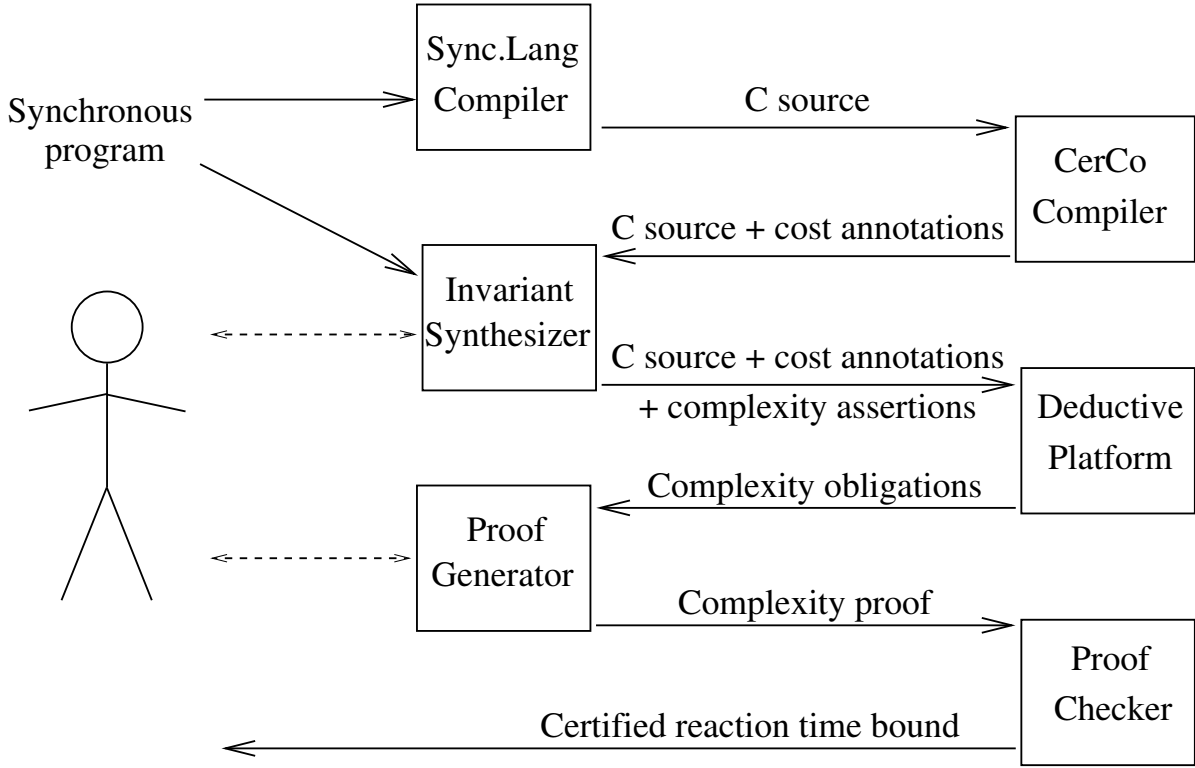 Sync.Lang
Compiler
Synchronous
program
C source
CerCo
Compiler
C source + cost annotations
Invariant
Synthesizer
C source + cost annotations
+ complexity assertions
Deductive
Platform
Complexity obligations
Proof
Generator
Complexity proof
Proof
Checker
Certified reaction time bound